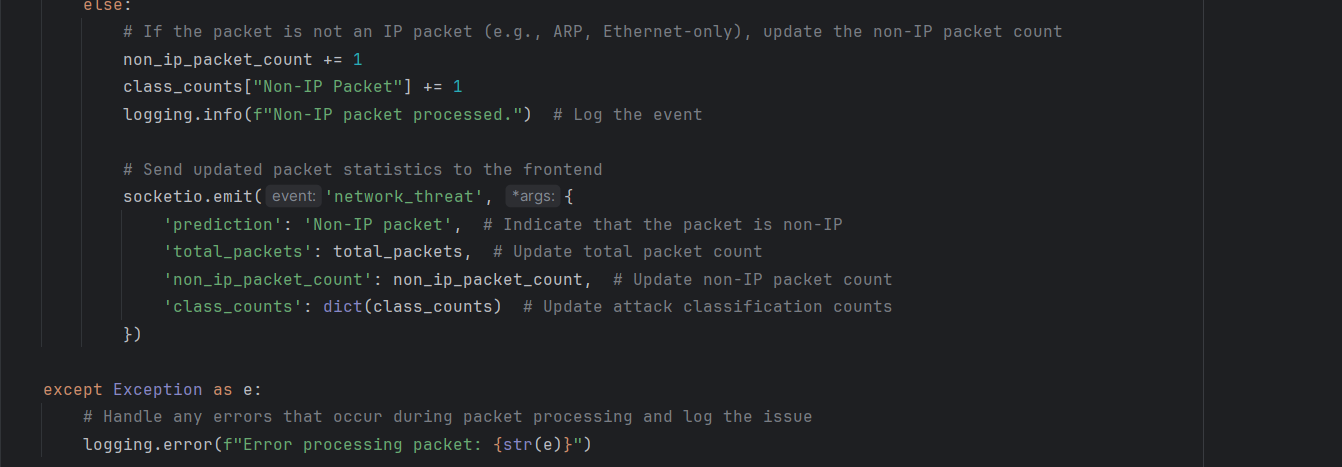 else:
# If the packet is not an IP packet (e.g., ARP, Ethernet-only), update the non-IP packet count
non_ip_packet_count += 1
class_counts["Non-IP Packet"] += 1
logging.info(f"Non-IP packet processed.")  # Log the event
# Send updated packet statistics to the frontend
socketio.emit( event: 'network_threat', *args: {
'prediction': 'Non-IP packet',  # Indicate that the packet is non-IP
'total_packets': total_packets,  # Update total packet count
'non_ip_packet_count': non_ip_packet_count,  # Update non-IP packet count
'class_counts': dict(class_counts)  # Update attack classification counts
})
except Exception as e:
# Handle any errors that occur during packet processing and log the issue
logging.error(f"Error processing packet: {str(e)}")